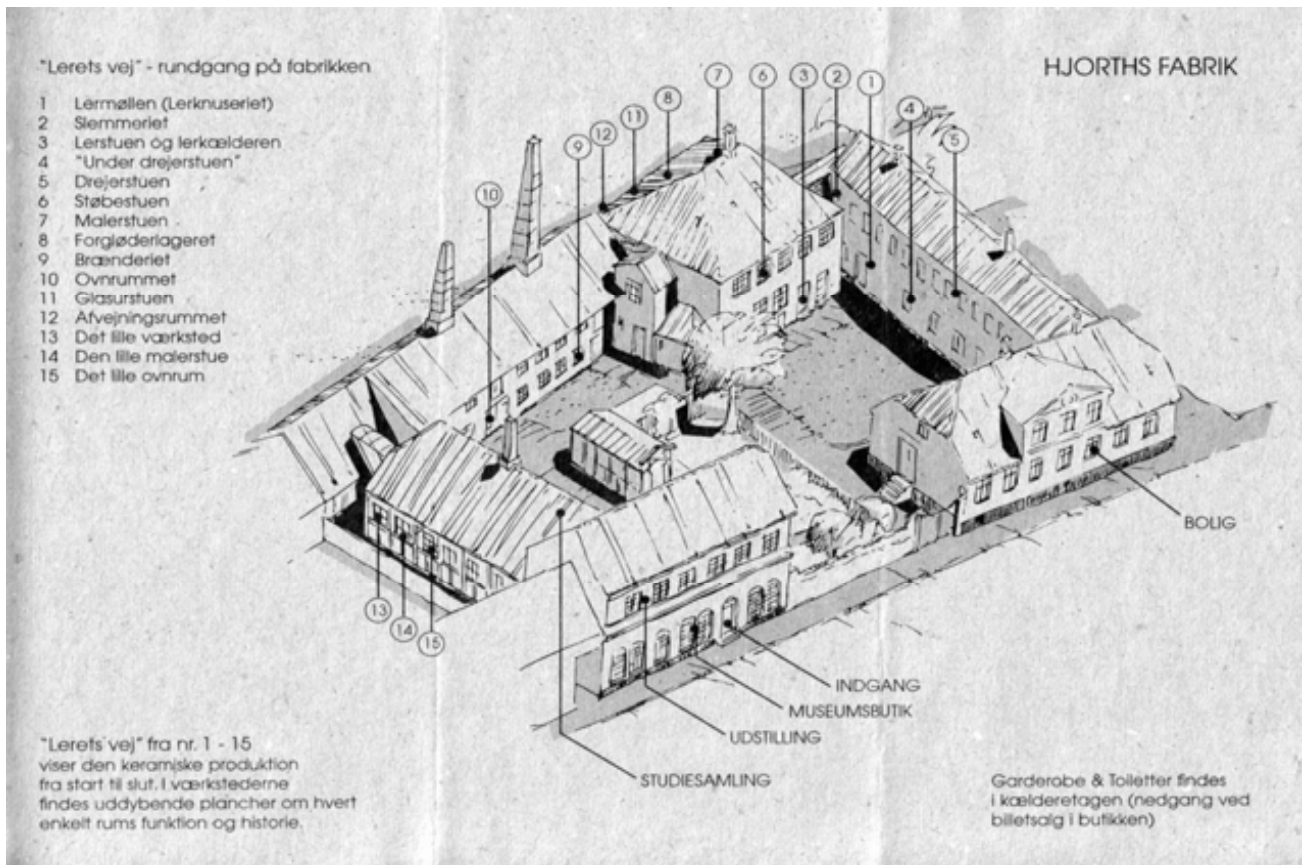 "Lerets vej" - rundgang på fabrikken
HJORTHS FABRIK
1 Lermøllen (Lerknuseriet)
2 Slemmeriet
3 Lerstuen og lerkælderen
4 "Under drejerstuen"
5 Drejerstuen
6 Støbestuen
7 Malerstuen
8 Forgløderlageret
9 Brænderiet
10 Ovnrummet
11 Glasurstuen
12 Afvejningsrummet
13 Det lille værksted
14 Den lille malerstue
15 Det lille ovnrum
7
6
3
2
1
4
5
8
11
12
9
10
13
14
15
BOLIG
INDGANG
MUSEUMSBUTIK
UDSTILLING
STUDIESAMLING
"Lerets vej" fra nr. 1 - 15
viser den keramiske produktion
fra start til slut. I værkstederne
findes uddybende plancher om hvert
enkelt rums funktion og historie.
Garderobe & Toiletter findes
i kælderetagen (nedgang ved
billetsalg i butikken)